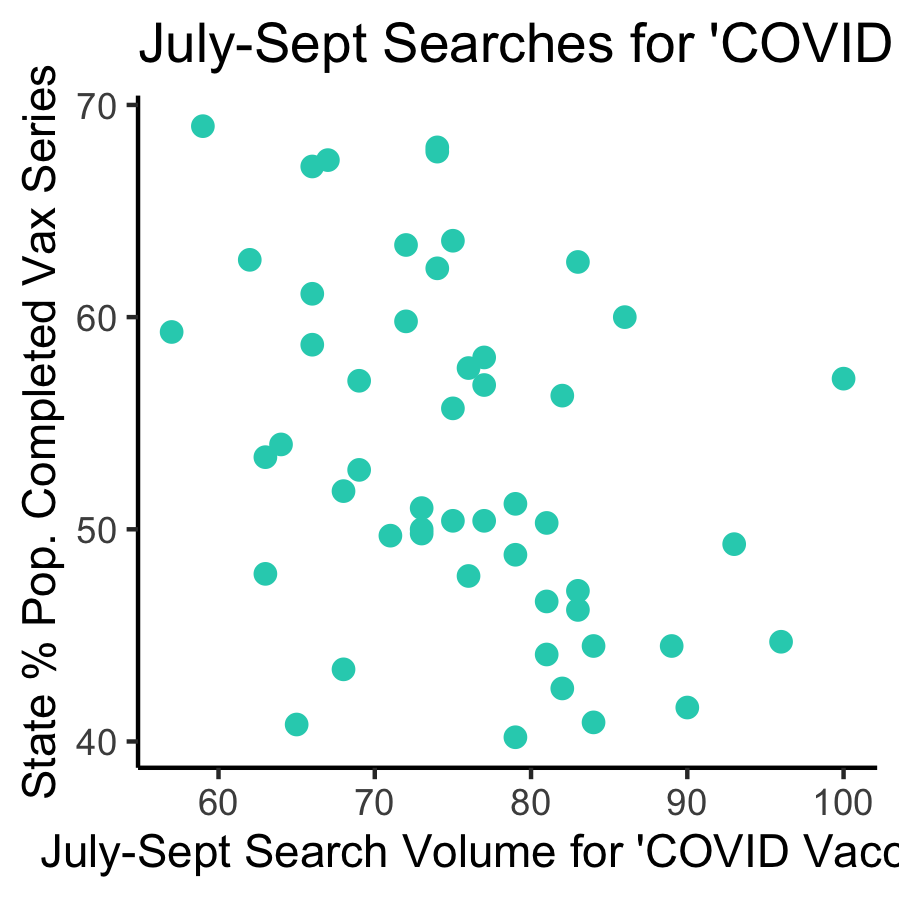 July-Sept Searches for 'COVID
State % Pop. Completed Vax Series
70
60
50
40
60 70 80 90 100
July-Sept Search Volume for 'COVID Vacc